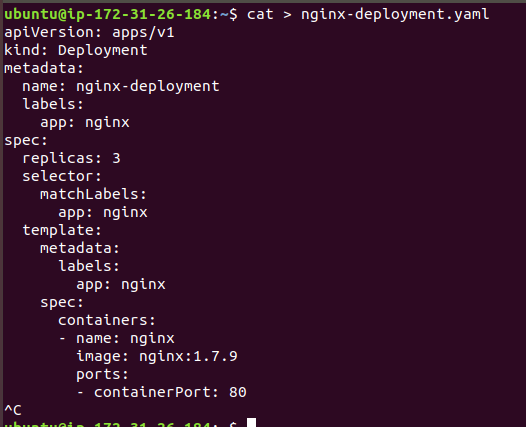 ubuntu@ip-172-31-26-184:~$ cat > nginx-deployment.yaml
apiVersion: apps/v1
kind: Deployment
metadata:
  name: nginx-deployment
  labels:
    app: nginx
spec:
  replicas: 3
  selector:
    matchLabels:
      app: nginx
  template:
    metadata:
      labels:
        app: nginx
    spec:
      containers:
      - name: nginx
        image: nginx:1.7.9
        ports:
        - containerPort: 80
^C
ubuntu@ip-172-31-26-184:~$